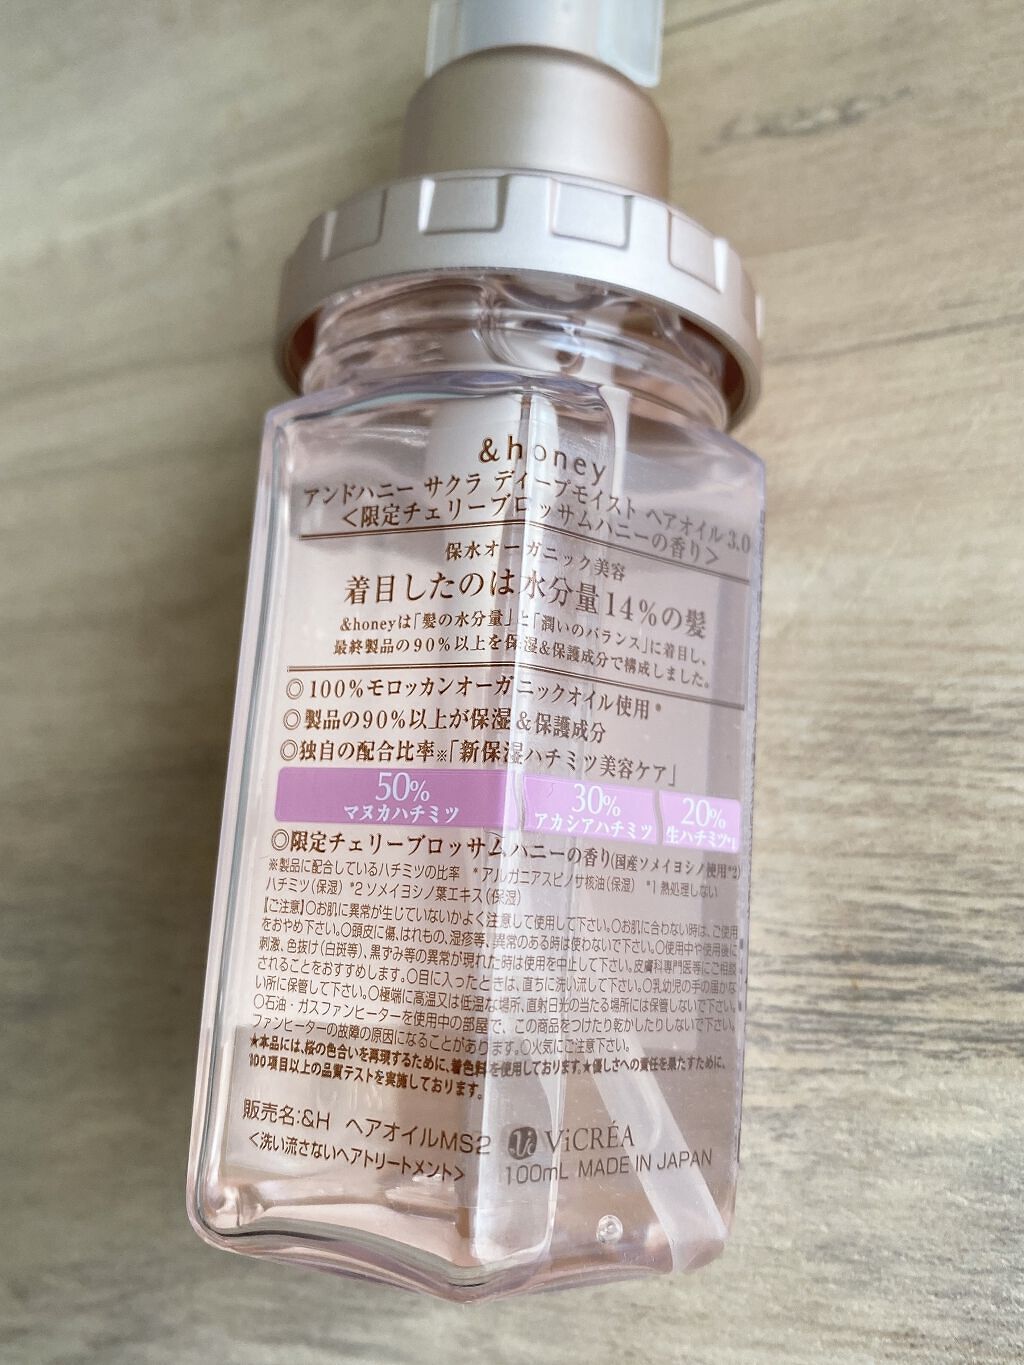 &honey
アンドハニー サクラ ディープモイスト ヘアオイル 3.0
<限定チェリーブロッサムハニーの香り>
保水オーガニック美容
着目したのは水分量14%の髪
&honeyは「髪の水分量」と「潤いのバランス」に着目し、
最終製品の90%以上を保湿&保護成分で構成しました。
◎100%モロッカンオーガニックオイル使用*
◎製品の90%以上が保湿&保護成分
◎独自の配合比率※「新保湿ハチミツ美容ケア」
50% 30% 20%
マヌカハチミツ アカシアハチミツ 生ハチミツ*1
◎限定チェリーブロッサムハニーの香り(国産ソメイヨシノ使用*2)
※製品に配合しているハチミツの比率 *アルガニアスピノサ核油(保湿) *1 熱処理しない
ハチミツ(保湿) *2 ソメイヨシノ葉エキス(保湿)
【ご注意】○お肌に異常が生じていないかよく注意して使用して下さい。○お肌に合わない時は、ご使用
をおやめ下さい。○頭皮に傷、はれもの、湿疹等、異常のある時は使わないで下さい。○使用中や使用後に
刺激、色抜け(白斑等)、黒ずみ等の異常が現れた時は使用を中止して下さい。皮膚科専門医等にご相談
されることをおすすめします。○目に入ったときは、直ちに洗い流して下さい。○乳幼児の手の届かな
い所に保管して下さい。○極端に高温又は低温な場所、直射日光の当たる場所には保管しないで下さい。
○石油・ガスファンヒーターを使用中の部屋で、この商品をつけたり乾かしたりしないで下さい。
ファンヒーターの故障の原因になることがあります。○火気にご注意下さい。
★本品には、桜の色合いを再現するために、着色料を使用しております。★優しさへの責任を果たすために、
100項目以上の品質テストを実施しております。
販売名:&H ヘアオイルMS2
<洗い流さないヘアトリートメント>
Vi ViCRÉA
100mL MADE IN JAPAN